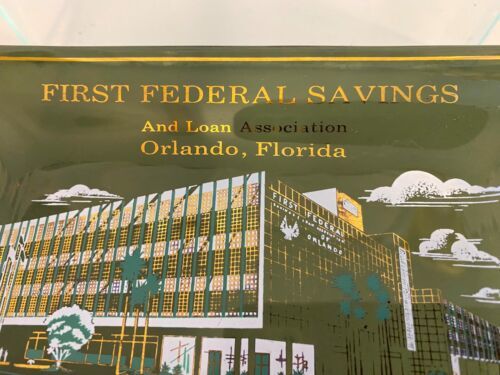 FIRST FEDERAL SAVINGS
And Loan Association
Orlando, Florida
FIRST FEDERAL
ORLANDO